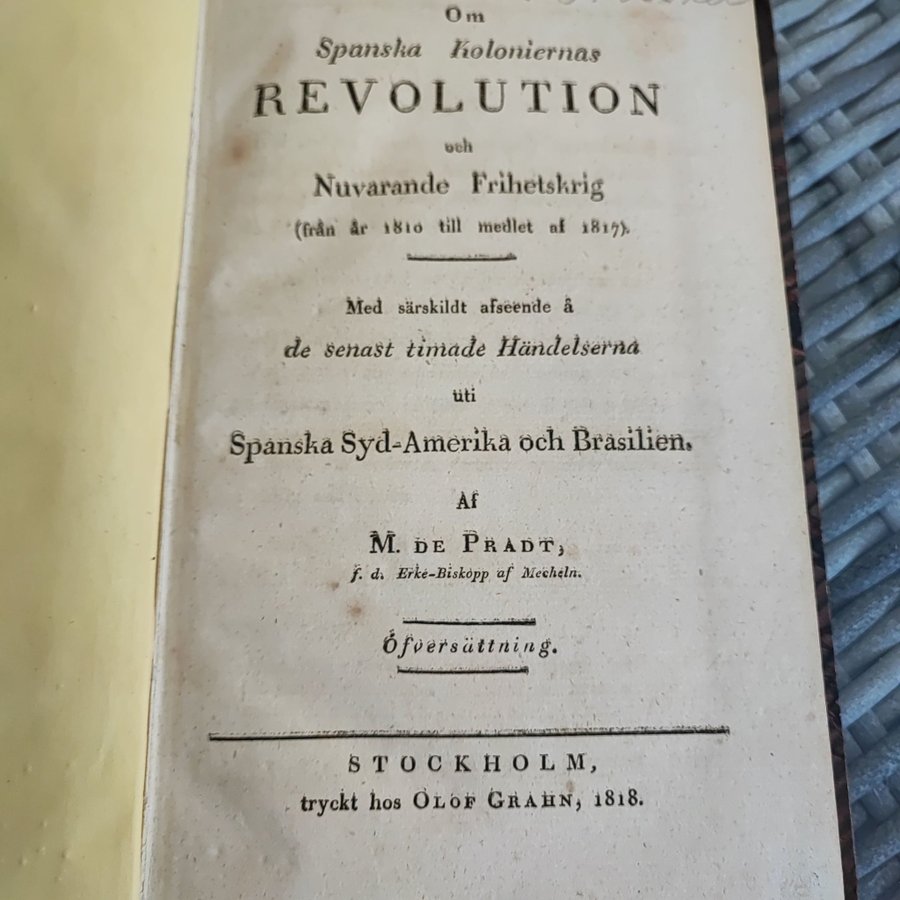 Om
Spanska Koloniernas
REVOLUTION
och
Nuvarande Frihetskrig
(från år 1810 till medlet af 1817).
Med särskildt afseende å
de senast timade Händelserna
uti
Spanska Syd-Amerika och Brasilien.
Af
M. DE PRADT,
f. d. Erke-Biskopp af Mecheln.
Öfversättning.
STOCKHOLM,
tryckt hos OLOF GRAHN, 1818.